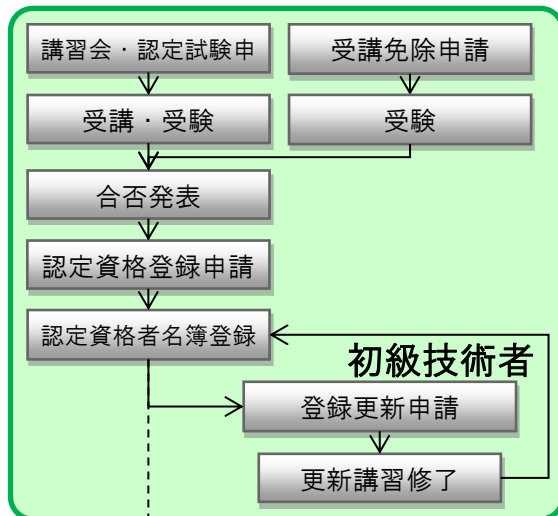 講習会・認定試験申
受講免除申請
受講・受験
受験
合否発表
認定資格登録申請
認定資格者名簿登録
初級技術者
登録更新申請
更新講習修了